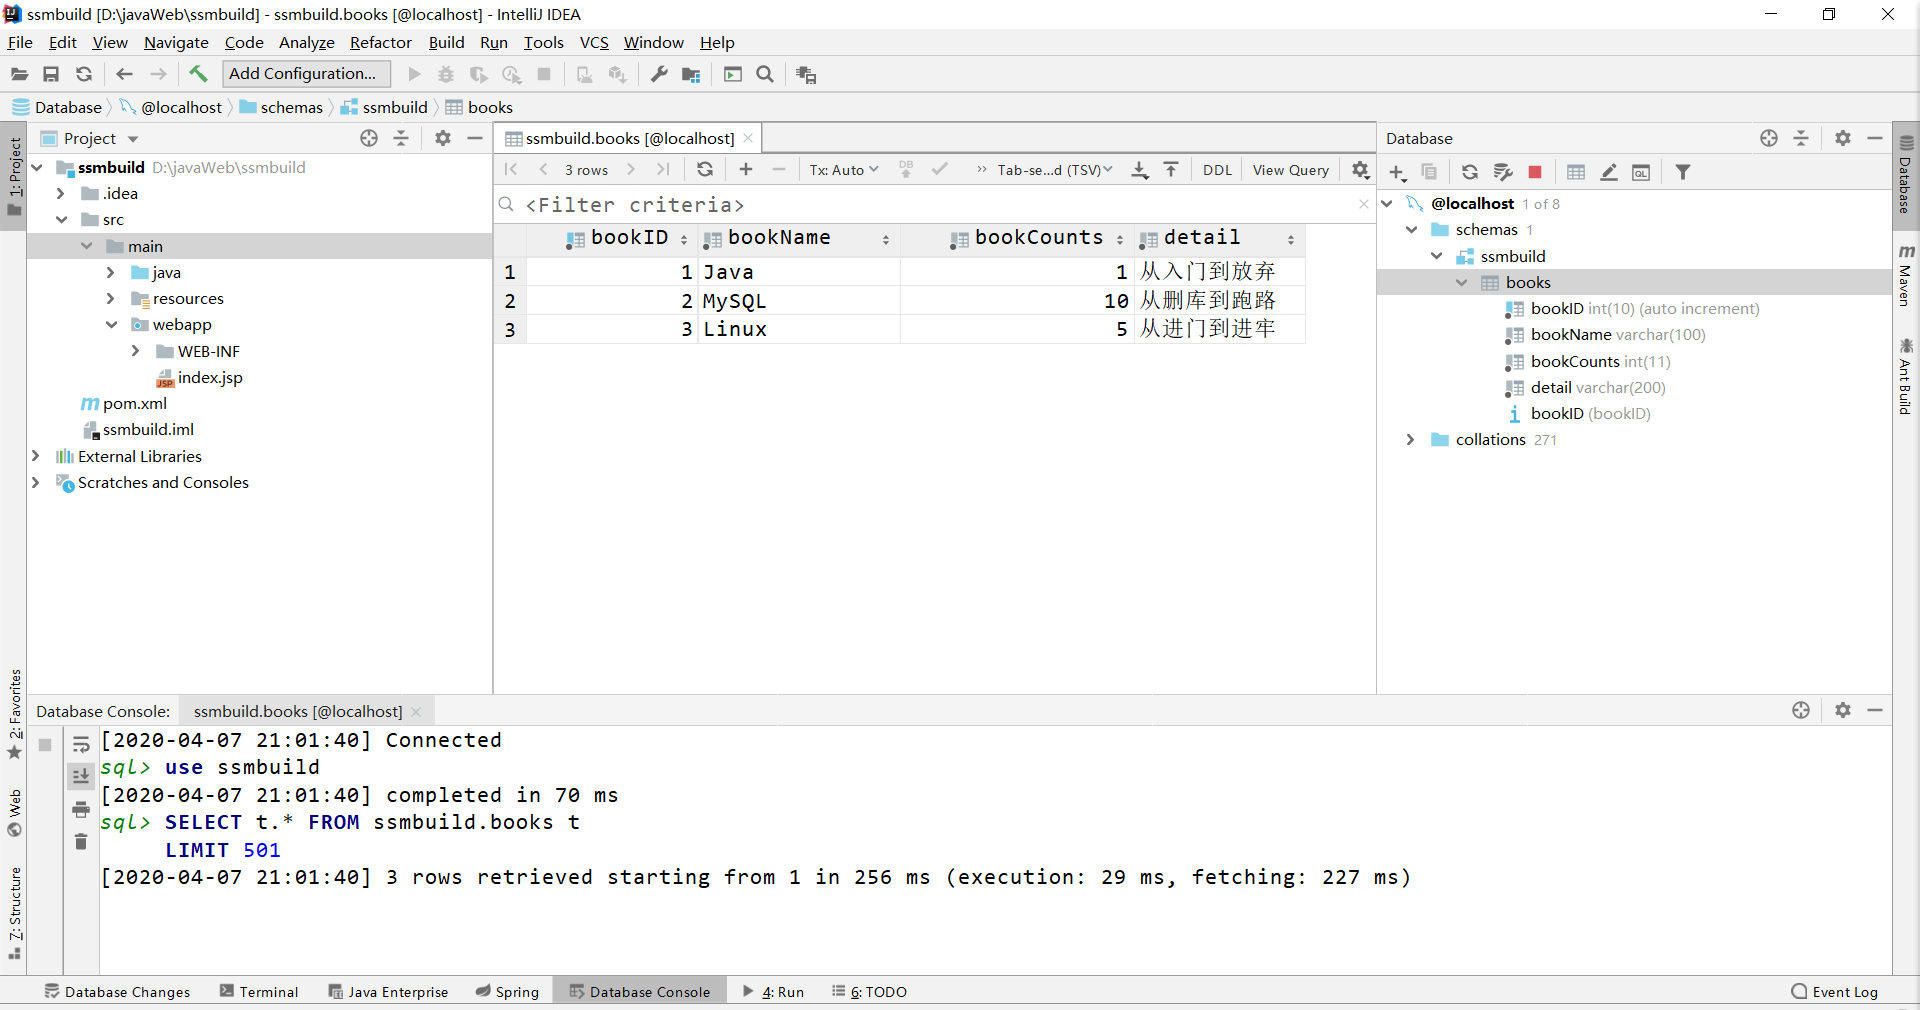 ssmbuild [D:\javaWeb\ssmbuild] - ssmbuild.books [@localhost] - IntelliJ IDEA
File Edit View Navigate Code Analyze Refactor Build Run Tools VCS Window Help
Add Configuration...
Database @localhost schemas ssmbuild books
1: Project
2: Favorites
Web
7: Structure
Project
ssmbuild D:\javaWeb\ssmbuild
.idea
src
main
java
resources
webapp
WEB-INF
index.jsp
pom.xml
ssmbuild.iml
External Libraries
Scratches and Consoles
ssmbuild.books [@localhost]
3 rows Tx: Auto DB Tab-se...d (TSV) DDL View Query
<Filter criteria>
bookID bookName bookCounts detail
1 1 Java 1 从入门到放弃
2 2 MySQL 10 从删库到跑路
3 3 Linux 5 从进门到进牢
Database
QL
@localhost 1 of 8
schemas 1
ssmbuild
books
bookID int(10) (auto increment)
bookName varchar(100)
bookCounts int(11)
detail varchar(200)
bookID (bookID)
collations 271
Database
Maven
Ant Build
Database Console: ssmbuild.books [@localhost]
[2020-04-07 21:01:40] Connected
sql> use ssmbuild
[2020-04-07 21:01:40] completed in 70 ms
sql> SELECT t.* FROM ssmbuild.books t
LIMIT 501
[2020-04-07 21:01:40] 3 rows retrieved starting from 1 in 256 ms (execution: 29 ms, fetching: 227 ms)
Database Changes Terminal Java Enterprise Spring Database Console 4: Run 6: TODO Event Log